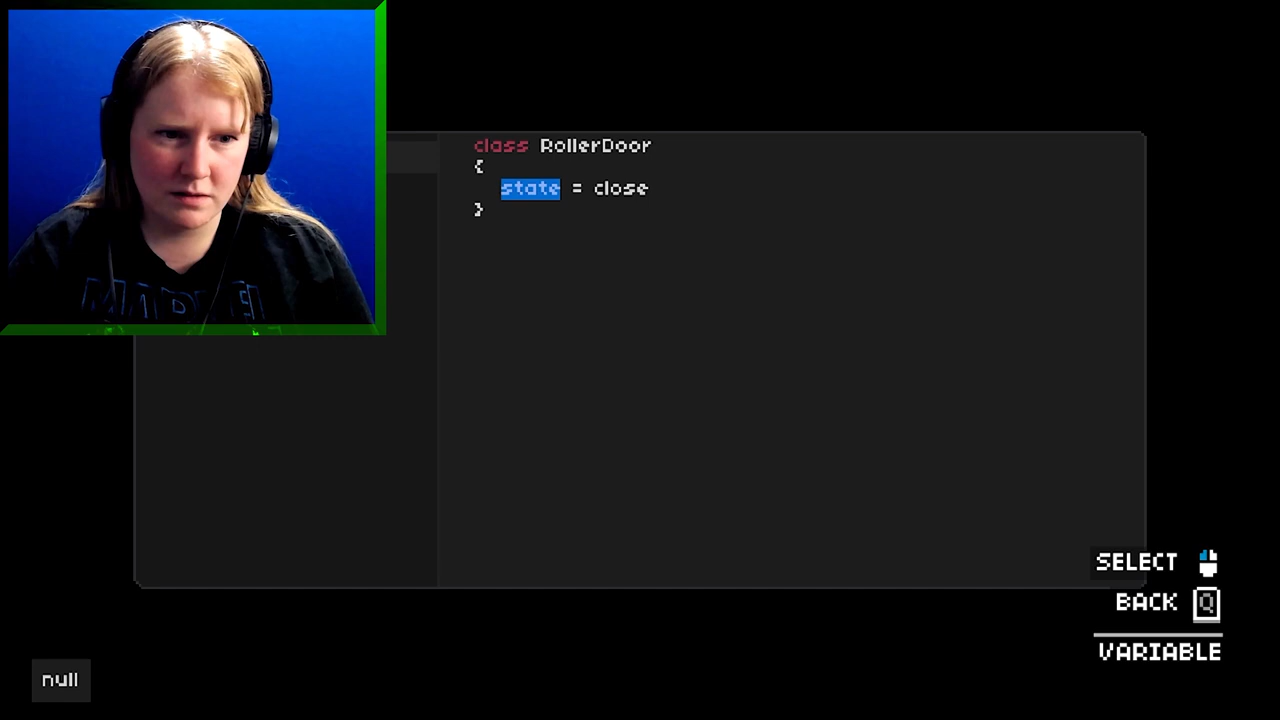 class RollerDoor
{
state = close
}
SELECT
BACK Q
VARIABLE
null